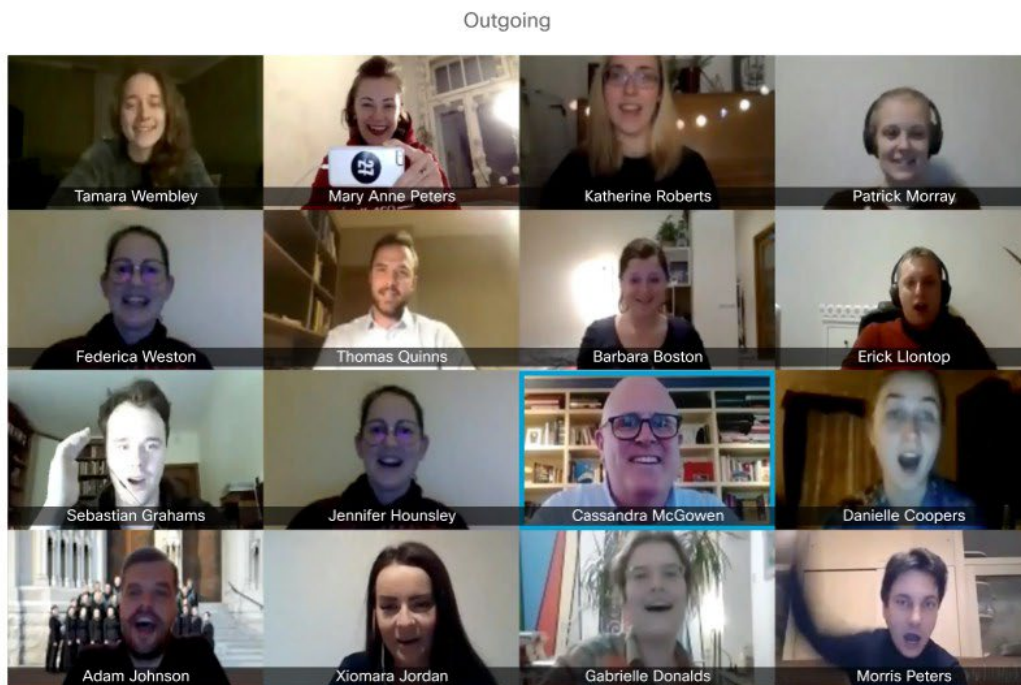 Outgoing
Tamara Wembley
Mary Anne Peters
Katherine Roberts
Patrick Morray
Federica Weston
Thomas Quinns
Barbara Boston
Erick Llontop
Sebastian Grahams
Jennifer Hounsley
Cassandra McGowen
Danielle Coopers
Adam Johnson
Xiomara Jordan
Gabrielle Donalds
Morris Peters